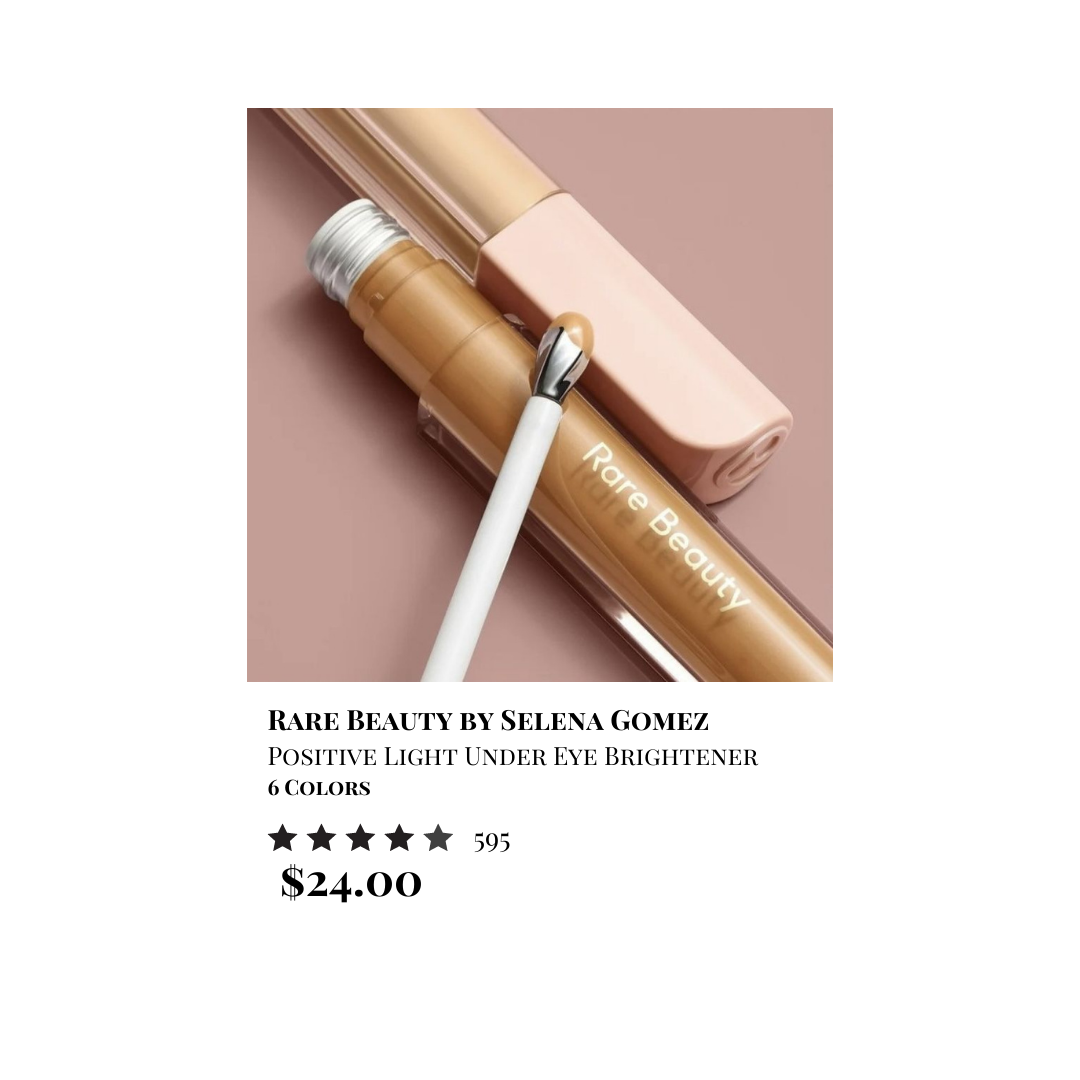 Rare Beauty
Rare Beauty by Selena Gomez
Positive Light Under Eye Brightener
6 Colors
595
$24.00